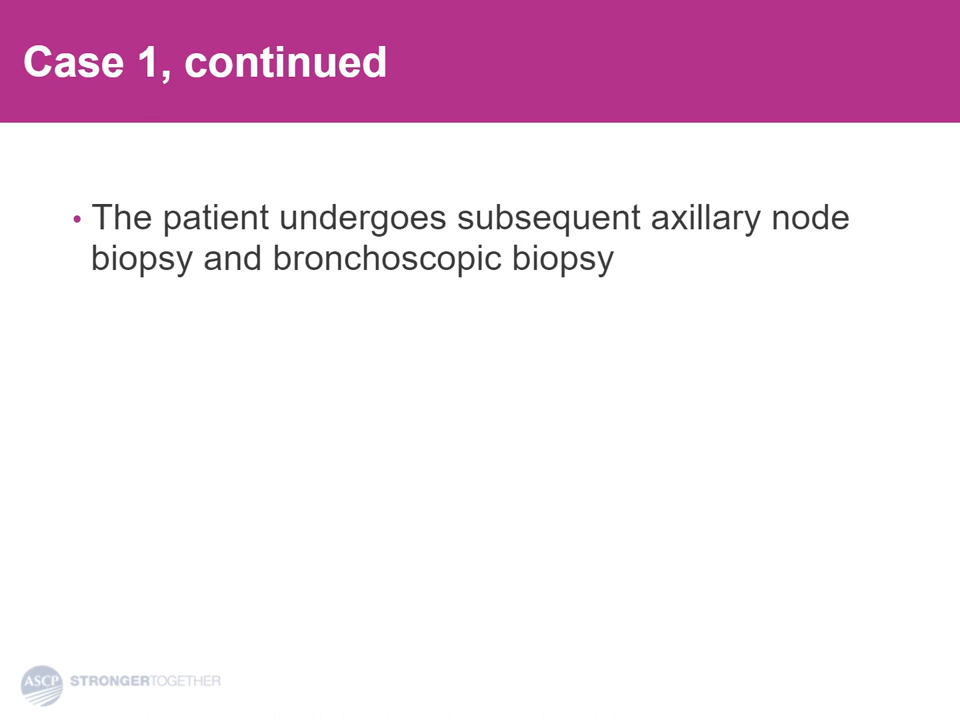 Case 1, continued
• The patient undergoes subsequent axillary node
biopsy and bronchoscopic biopsy
ASCP STRONGERTOGETHER